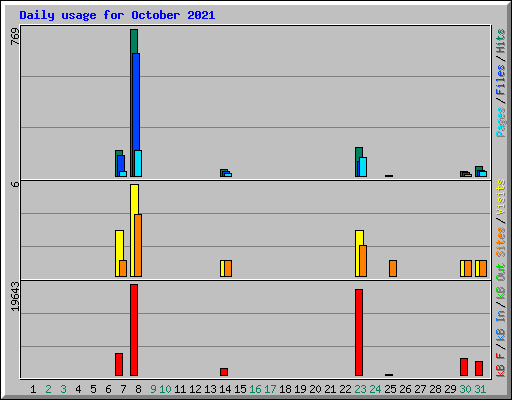 Daily usage for October 2021
769
6
19643
Pages / Files / Hits
Sites / Visits
kB F / kB In / kB Out
1 2 3 4 5 6 7 8 9 10 11 12 13 14 15 16 17 18 19 20 21 22 23 24 25 26 27 28 29 30 31